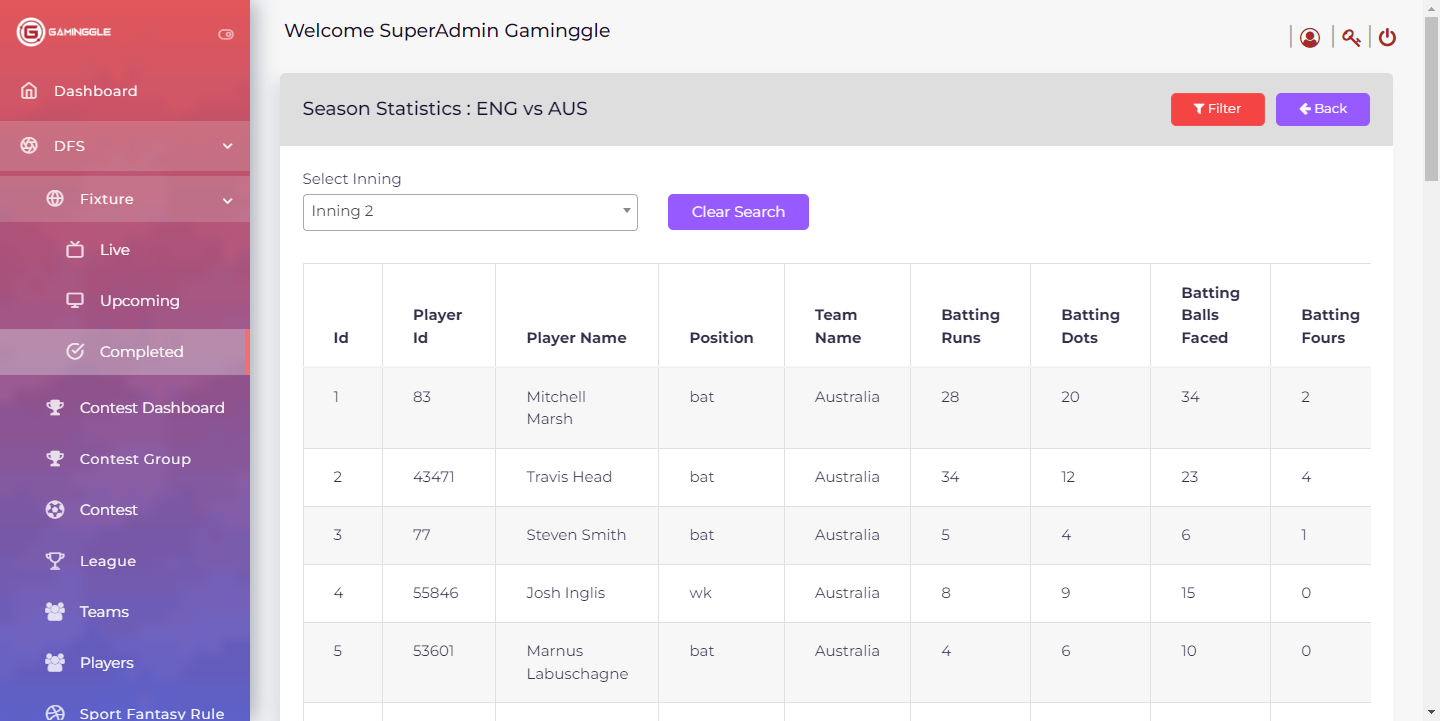 GAMINGGLE
Dashboard
DFS
Fixture
Live
Upcoming
Completed
Contest Dashboard
Contest Group
Contest
League
Teams
Players
Sport Fantasy Rule
Welcome SuperAdmin Gaminggle
Season Statistics : ENG vs AUS
Filter
Back
Select Inning
Inning 2
Clear Search
Id Player Id Player Name Position Team Name Batting Runs Batting Dots Batting Balls Faced Batting Fours
1 83 Mitchell Marsh bat Australia 28 20 34 2
2 43471 Travis Head bat Australia 34 12 23 4
3 77 Steven Smith bat Australia 5 4 6 1
4 55846 Josh Inglis wk Australia 8 9 15 0
5 53601 Marnus Labuschagne bat Australia 4 6 10 0